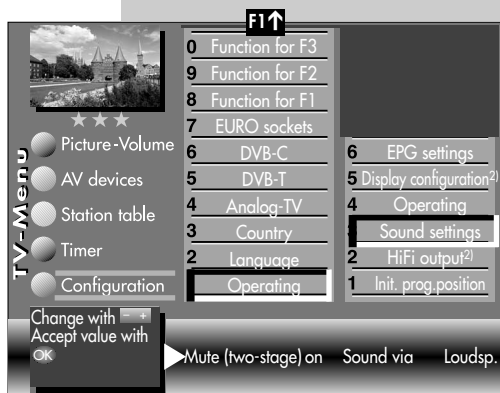 F1↑
TV-Menu
Picture-Volume
AV devices
Station table
Timer
Configuration
0 Function for F3
9 Function for F2
8 Function for F1
7 EURO sockets
6 DVB-C
5 DVB-T
4 Analog-TV
3 Country
2 Language
Operating
6 EPG settings
5 Display configuration2)
4 Operating
Sound settings
2 HiFi output2)
1 Init. prog.position
Change with - +
Accept value with
OK
Mute (two-stage) on Sound via Loudsp.